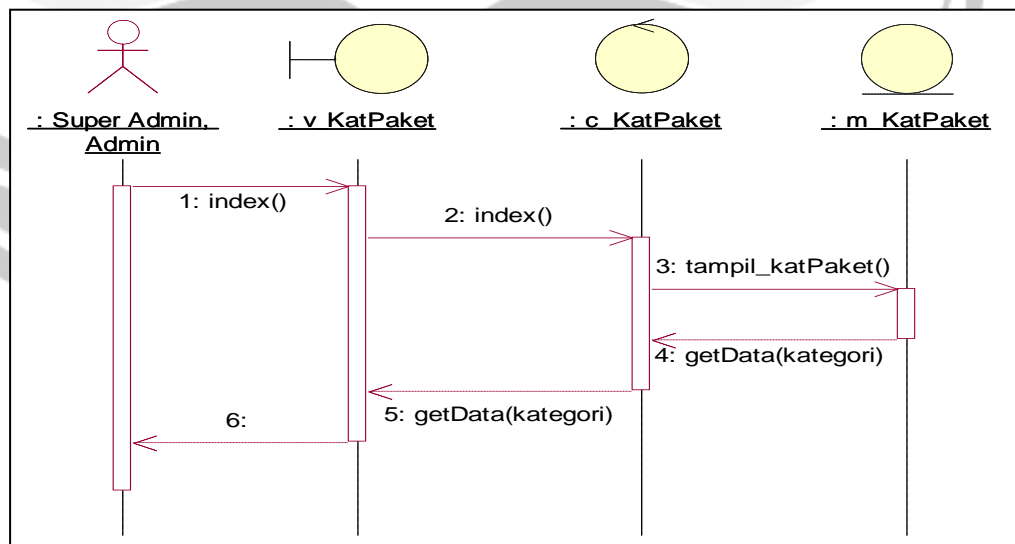 : Super Admin,
Admin
: v_KatPaket
: c_KatPaket
: m_KatPaket
1: index()
2: index()
3: tampil_katPaket()
4: getData(kategori)
5: getData(kategori)
6: